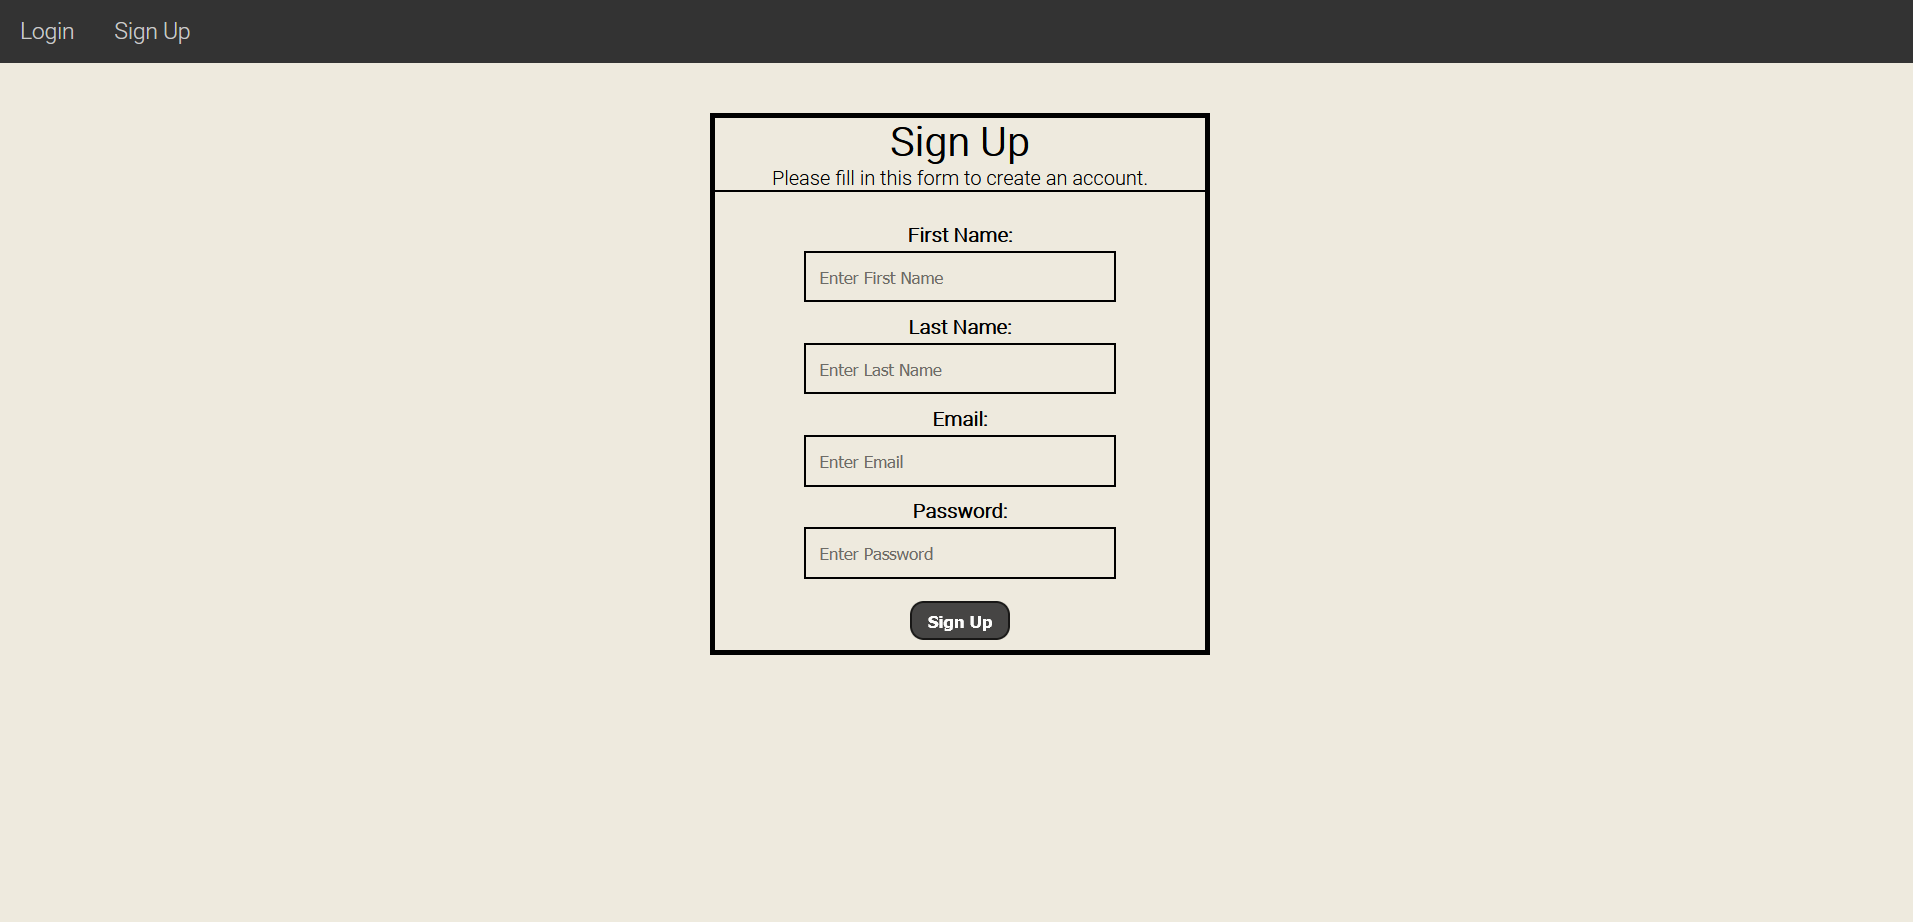 Login Sign Up
Sign Up
Please fill in this form to create an account.
First Name:
Enter First Name
Last Name:
Enter Last Name
Email:
Enter Email
Password:
Enter Password
Sign Up